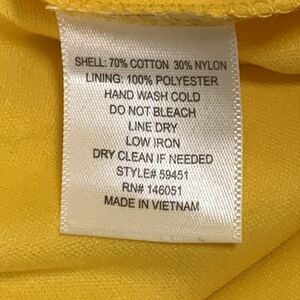 SHELL: 70% COTTON 30% NYLON
LINING: 100% POLYESTER
HAND WASH COLD
DO NOT BLEACH
LINE DRY
LOW IRON
DRY CLEAN IF NEEDED
STYLE# 59451
RN# 146051
MADE IN VIETNAM